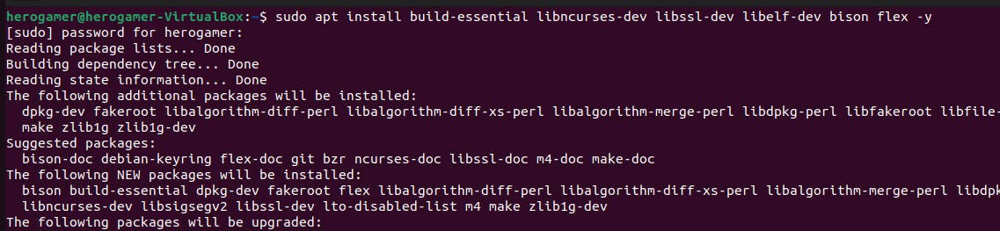 herogamer@herogamer-VirtualBox:~$ sudo apt install build-essential libncurses-dev libssl-dev libelf-dev bison flex -y
[sudo] password for herogamer:
Reading package lists... Done
Building dependency tree... Done
Reading state information... Done
The following additional packages will be installed:
dpkg-dev fakeroot libalgorithm-diff-perl libalgorithm-diff-xs-perl libalgorithm-merge-perl libdpkg-perl libfakeroot libfile-
make zlib1g zlib1g-dev
Suggested packages:
bison-doc debian-keyring flex-doc git bzr ncurses-doc libssl-doc m4-doc make-doc
The following NEW packages will be installed:
bison build-essential dpkg-dev fakeroot flex libalgorithm-diff-perl libalgorithm-diff-xs-perl libalgorithm-merge-perl libdpk
libncurses-dev libsigsegv2 libssl-dev lto-disabled-list m4 make zlib1g-dev
The following packages will be upgraded: